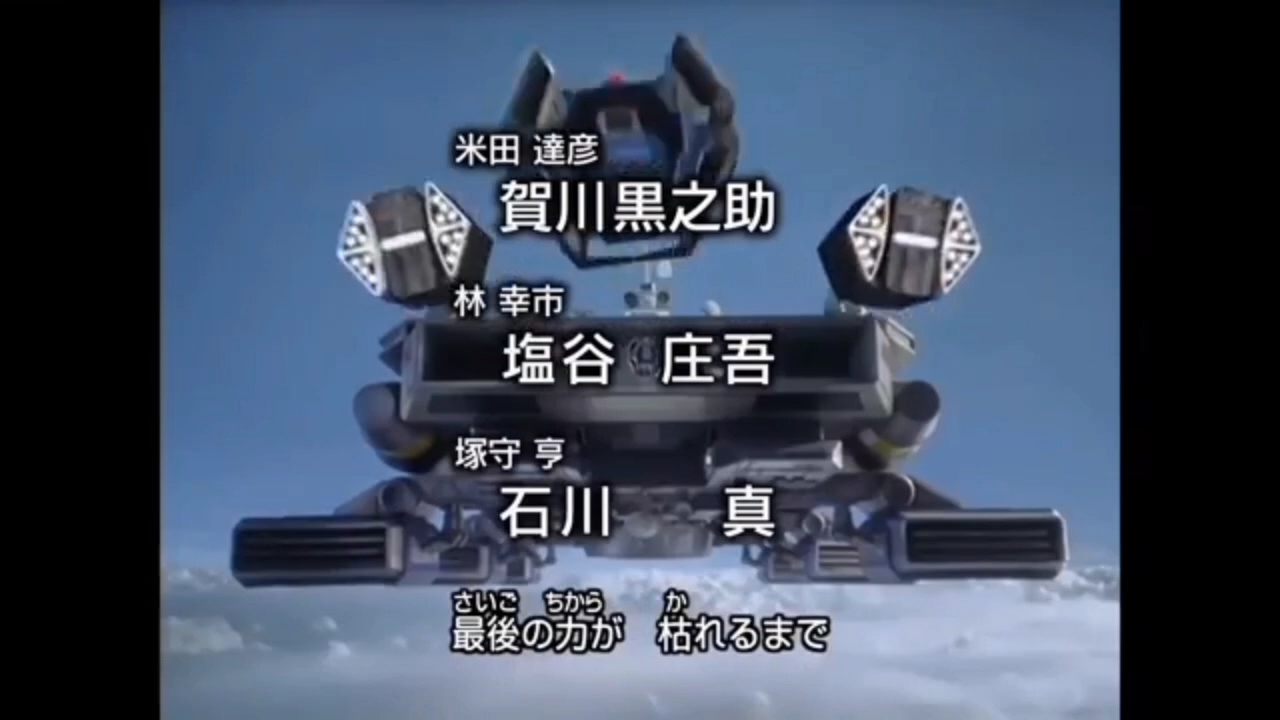 米田 達彦
賀川黒之助
林 幸市
塩谷 庄吾
塚守 亨
石川 真
さいご ちから か
最後の力が 枯れるまで